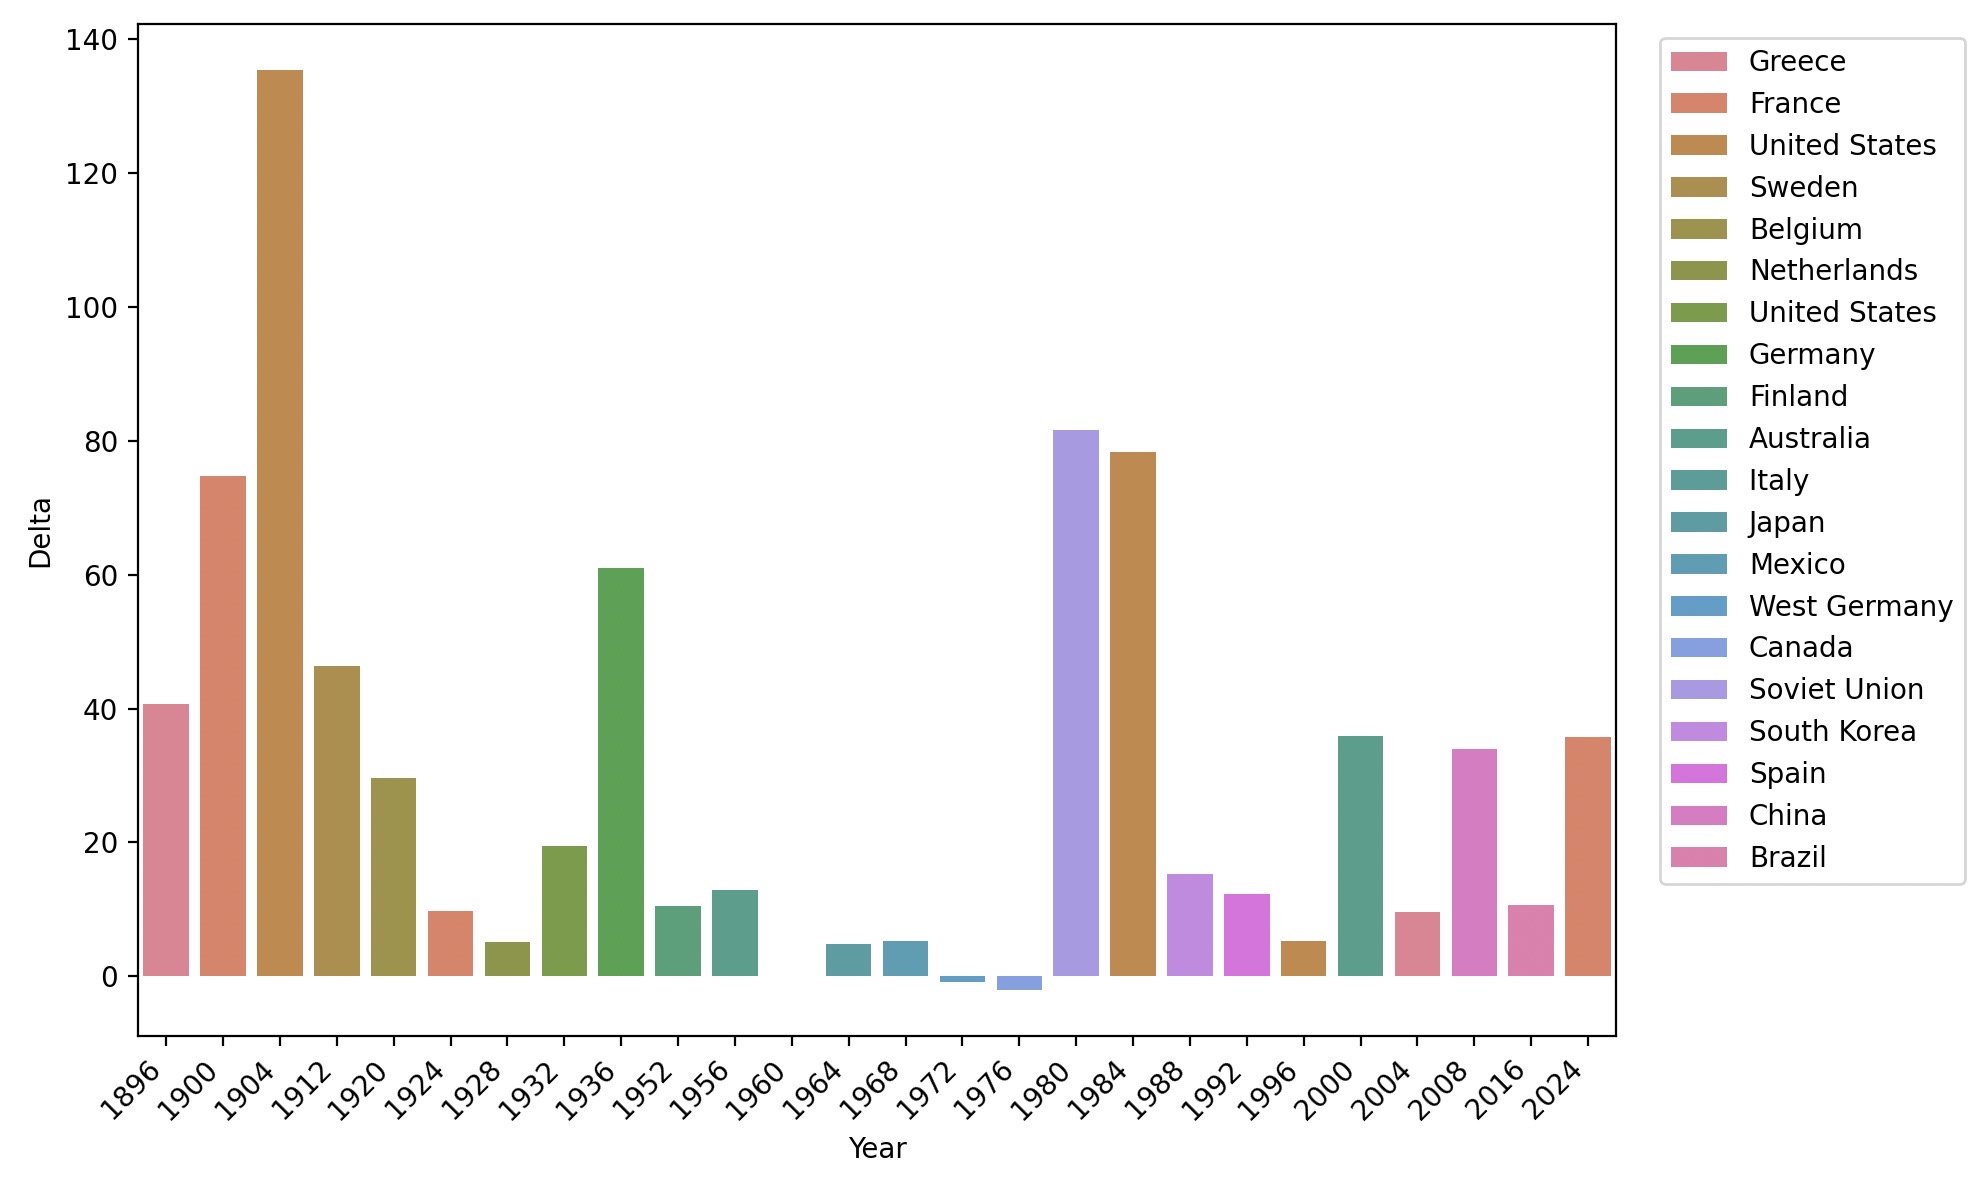 140
120
100
80
60
40
20
0
Delta
1896
1900
1904
1912
1920
1924
1928
1932
1936
1952
1956
1960
1964
1968
1972
1976
1980
1984
1988
1992
1996
2000
2004
2008
2016
2024
Year
Greece
France
United States
Sweden
Belgium
Netherlands
United States
Germany
Finland
Australia
Italy
Japan
Mexico
West Germany
Canada
Soviet Union
South Korea
Spain
China
Brazil